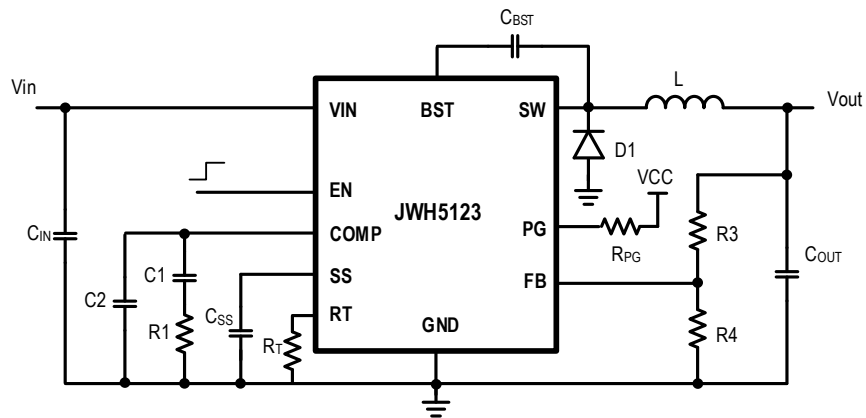 CBST
Vin
L
Vout
VIN
BST
SW
D1
VCC
EN
JWH5123
PG
R3
CIN
COMP
RPG
COUT
C1
SS
FB
C2
CSS
RT
R1
RT
GND
R4